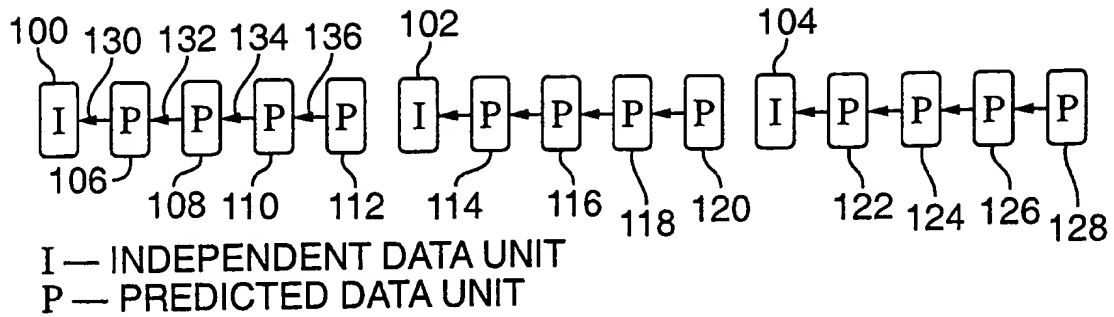 100 130 132 134 136 102 104
I P P P P I P P P P I P P P P
106 108 110 112 114 116 118 120 122 124 126 128
I — INDEPENDENT DATA UNIT
P — PREDICTED DATA UNIT